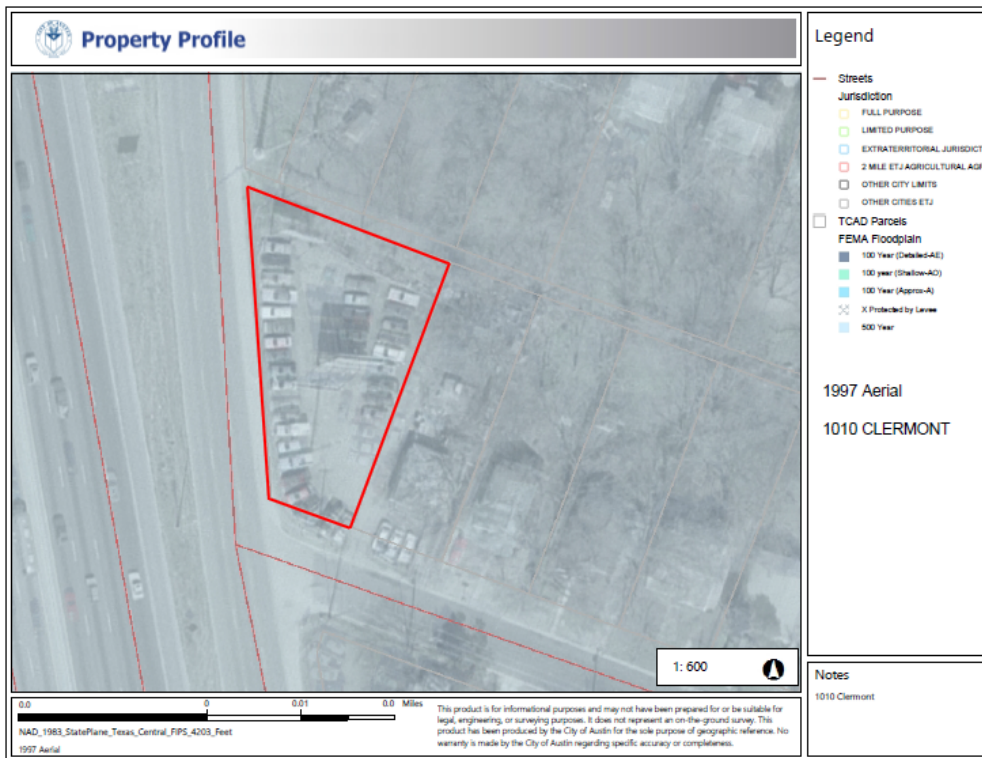 Property Profile
Legend
Streets
Jurisdiction
FULL PURPOSE
LIMITED PURPOSE
EXTRATERRITORIAL JURISDICT
2 MILE ETJ AGRICULTURAL AGR
OTHER CITY LIMITS
OTHER CITIES ETJ
TCAD Parcels
FEMA Floodplain
100 Year (Detailed-AE)
100 year (Shallow-AO)
100 Year (Approx-A)
X Protected by Levee
500 Year
1997 Aerial
1010 CLERMONT
1: 600
Notes
1010 Clermont
0.0 0 0.01 0.0 Miles
NAD_1983_StatePlane_Texas_Central_FIPS_4203_Feet
1997 Aerial
This product is for informational purposes and may not have been prepared for or be suitable for
legal, engineering, or surveying purposes. It does not represent an on-the-ground survey. This
product has been produced by the City of Austin for the sole purpose of geographic reference. No
warranty is made by the City of Austin regarding specific accuracy or completeness.